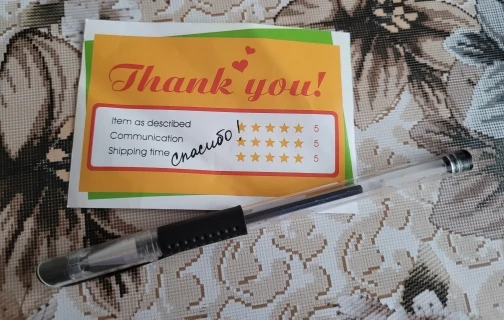 Thank you!
Item as described ★★★★★ 5
Communication ★★★★★ 5
Shipping time ★★★★★ 5
спасибо!